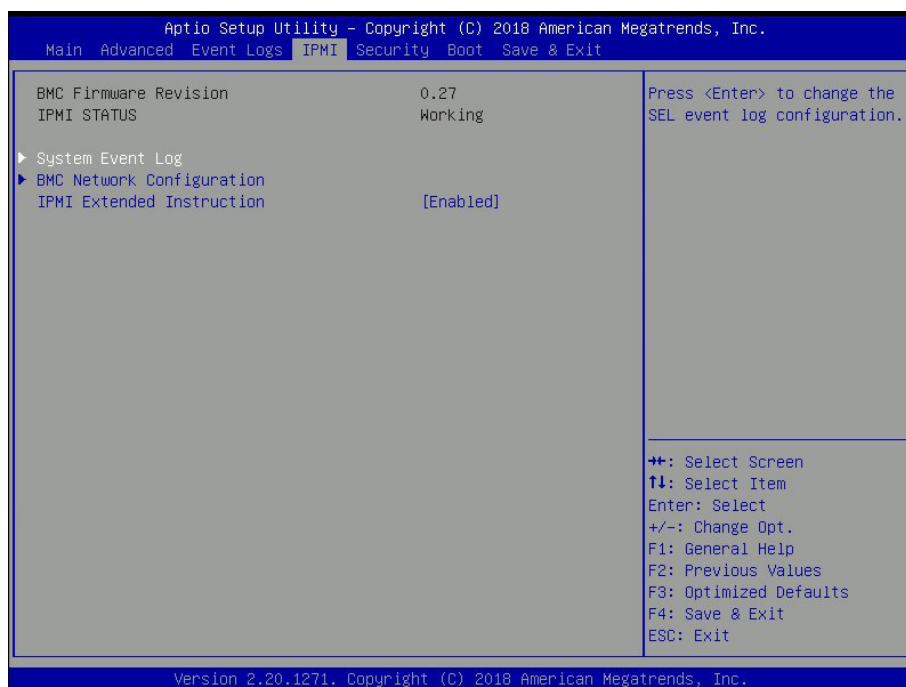 Aptio Setup Utility – Copyright (C) 2018 American Megatrends, Inc.
Main Advanced Event Logs IPMI Security Boot Save & Exit
BMC Firmware Revision 0.27
IPMI STATUS Working
System Event Log
BMC Network Configuration
IPMI Extended Instruction [Enabled]
Press <Enter> to change the
SEL event log configuration.
→←: Select Screen
↑↓: Select Item
Enter: Select
+/-: Change Opt.
F1: General Help
F2: Previous Values
F3: Optimized Defaults
F4: Save & Exit
ESC: Exit
Version 2.20.1271. Copyright (C) 2018 American Megatrends, Inc.